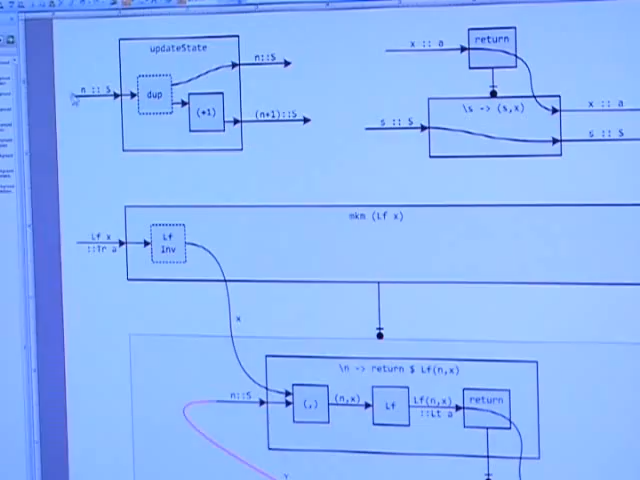 updateState
n :: S
dup
n::S
(+1)
(n+1)::S
x :: a
return
\s -> (s,x)
x :: a
s :: S
s :: S
mkm (Lf x)
Lf x
::Tr a
Lf
Inv
x
\n -> return $ Lf(n,x)
n::S
(,)
(n,x)
Lf
Lf(n,x)
::Lt a
return
Y